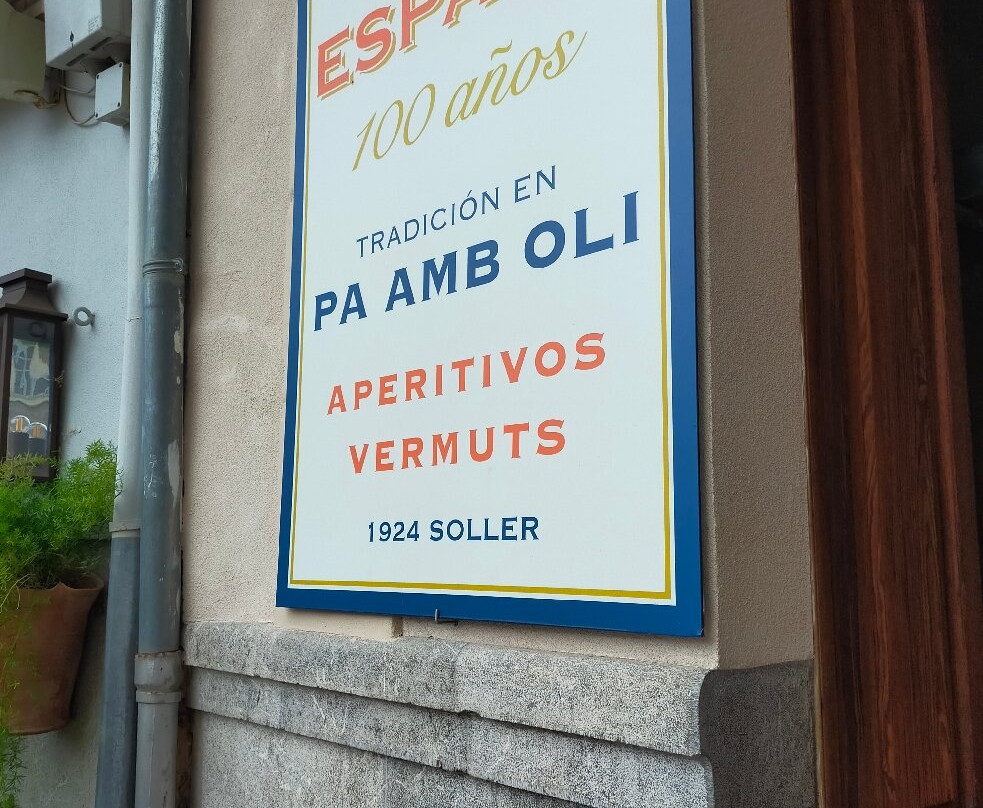 100 años
TRADICIÓN EN
PA AMB OLI
APERITIVOS
VERMUTS
1924 SOLLER